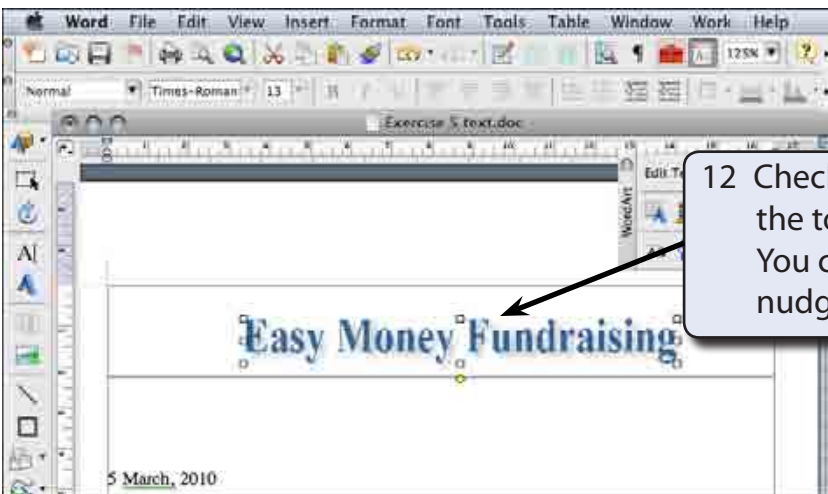 Word File Edit View Insert Format Font Tools Table Window Work Help
125%
Normal Times-Roman 13
Exercise 5 text.doc
WordArt
Edit Te
12 Chec
the to
You c
nudg
Easy Money Fundraising
5 March, 2010